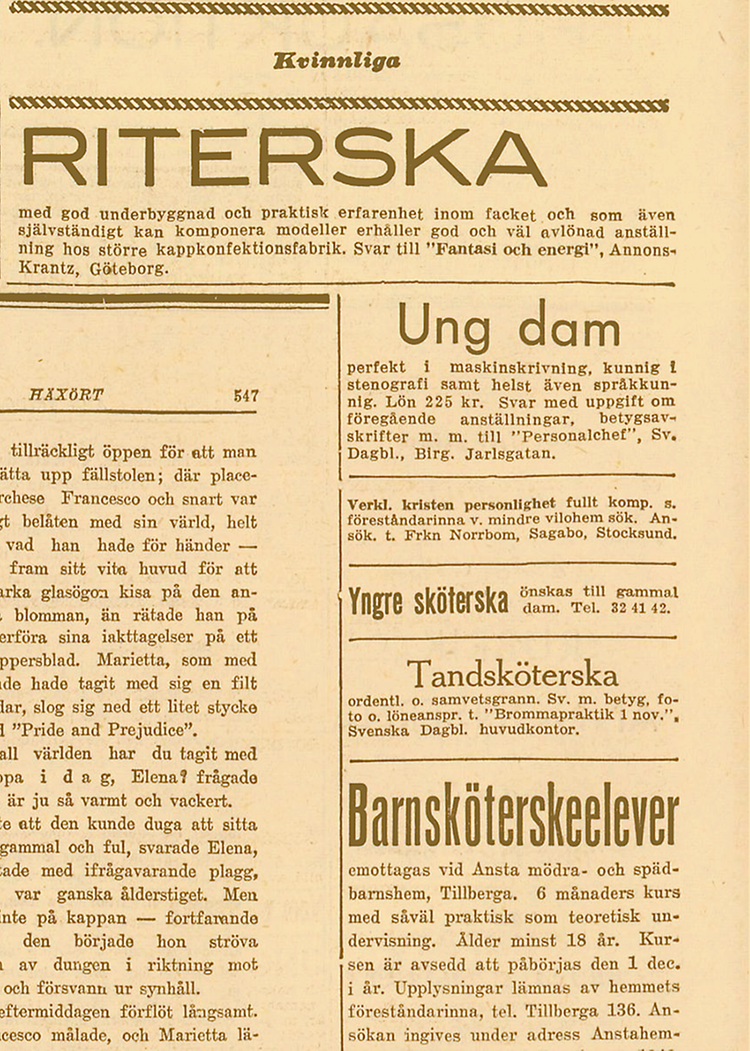 Kvinnliga
RITERSKA
med god underbyggnad och praktisk erfarenhet inom facket och som även
självständigt kan komponera modeller erhåller god och väl avlönad anställ-
ning hos större kappkonfektionsfabrik. Svar till "Fantasi och energi", Annons-
Krantz, Göteborg.
HÄXÖRT 547
tillräckligt öppen för att man
ätta upp fällstolen; där place-
rchese Francesco och snart var
gt belåten med sin värld, helt
vad han hade för händer —
fram sitt vita huvud för att
arka glasögon kisa på den an-
blomman, än rätade han på
erföra sina iakttagelser på ett
ppersblad. Marietta, som med
de hade tagit med sig en filt
dar, slog sig ned ett litet stycke
"Pride and Prejudice".
all världen har du tagit med
ppa i dag, Elena? frågade
är ju så varmt och vackert.
te att den kunde duga att sitta
gammal och ful, svarade Elena,
tade med ifrågavarande plagg,
var ganska ålderstiget. Men
inte på kappan — fortfarande
den började hon ströva
av dungen i riktning mot
och försvann ur synhåll.
eftermiddagen förflöt långsamt.
cesco målade, och Marietta lä-
Ung dam
perfekt i maskinskrivning, kunnig i
stenografi samt helst även språkkun-
nig. Lön 225 kr. Svar med uppgift om
föregående anställningar, betygsav-
skrifter m. m. till "Personalchef", Sv.
Dagbl., Birg. Jarlsgatan.
Verkl. kristen personlighet fullt komp. s.
föreståndarinna v. mindre vilohem sök. An-
sök. t. Frkn Norrbom, Sagabo, Stocksund.
Yngre sköterska önskas till gammal
dam. Tel. 32 41 42.
Tandsköterska
ordentl. o. samvetsgrann. Sv. m. betyg, fo-
to o. löneanspr. t. "Brommapraktik 1 nov.",
Svenska Dagbl. huvudkontor.
Barnsköterskeelever
emottagas vid Ansta mödra- och späd-
barnshem, Tillberga. 6 månaders kurs
med såväl praktisk som teoretisk un-
dervisning. Ålder minst 18 år. Kur-
sen är avsedd att påbörjas den 1 dec.
i år. Upplysningar lämnas av hemmets
föreståndarinna, tel. Tillberga 136. An-
sökan ingives under adress Anstahem-